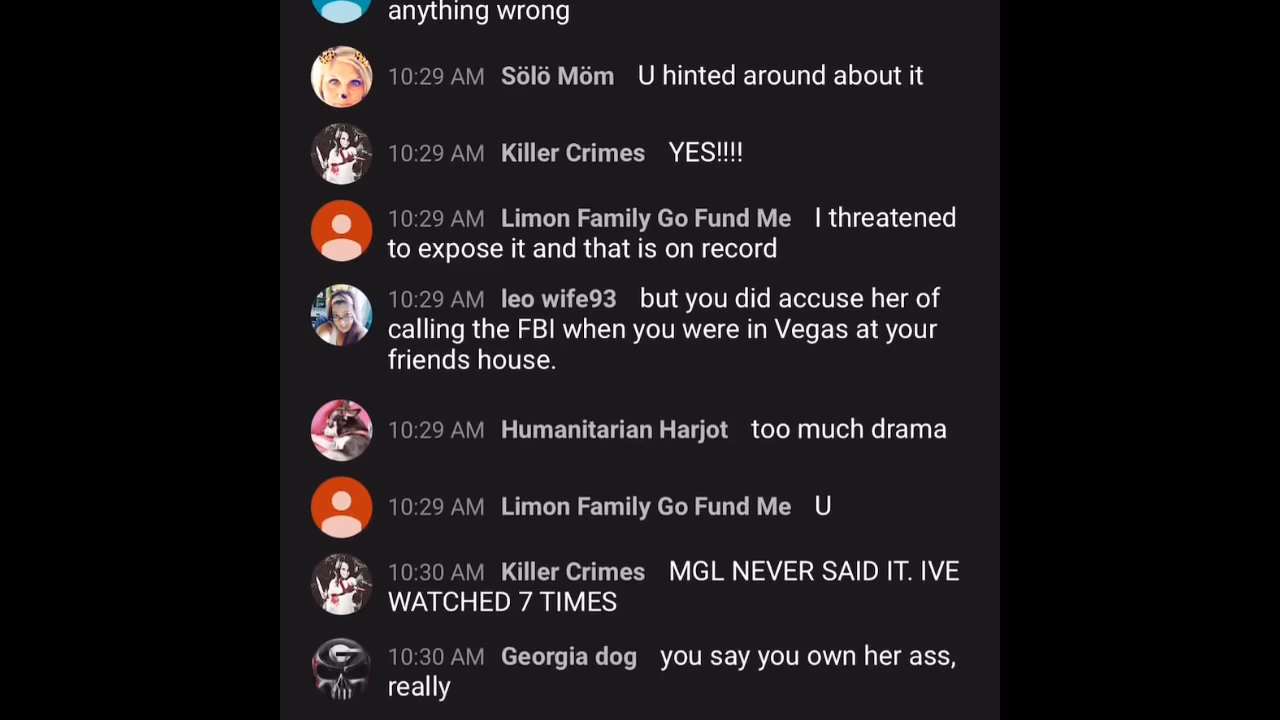 anything wrong
10:29 AM Sölö Möm U hinted around about it
10:29 AM Killer Crimes YES!!!!
10:29 AM Limon Family Go Fund Me I threatened
to expose it and that is on record
10:29 AM leo wife93 but you did accuse her of
calling the FBI when you were in Vegas at your
friends house.
10:29 AM Humanitarian Harjot too much drama
10:29 AM Limon Family Go Fund Me U
10:30 AM Killer Crimes MGL NEVER SAID IT. IVE
WATCHED 7 TIMES
10:30 AM Georgia dog you say you own her ass,
really